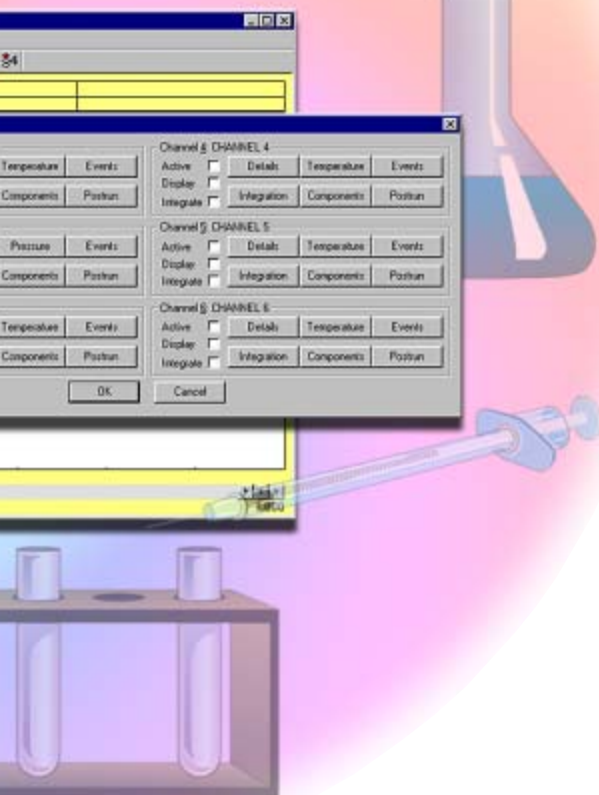 Channel 4 CHANNEL 4
Temperature Events Active Details Temperature Events
Display
Components Postrun Integrate Integration Components Postrun
Channel 5 CHANNEL 5
Pressure Events Active Details Temperature Events
Display
Components Postrun Integrate Integration Components Postrun
Channel 6 CHANNEL 6
Temperature Events Active Details Temperature Events
Display
Components Postrun Integrate Integration Components Postrun
OK Cancel